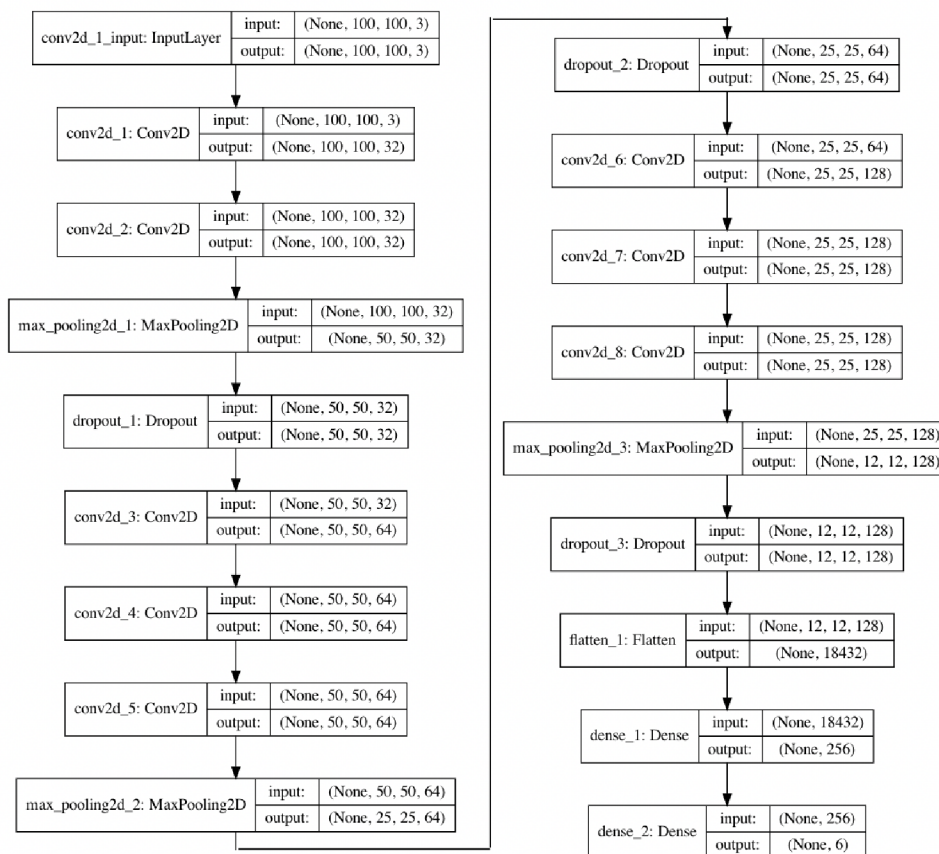 conv2d_1_input: InputLayer
input: (None, 100, 100, 3)
output: (None, 100, 100, 3)
conv2d_1: Conv2D
input: (None, 100, 100, 3)
output: (None, 100, 100, 32)
conv2d_2: Conv2D
input: (None, 100, 100, 32)
output: (None, 100, 100, 32)
max_pooling2d_1: MaxPooling2D
input: (None, 100, 100, 32)
output: (None, 50, 50, 32)
dropout_1: Dropout
input: (None, 50, 50, 32)
output: (None, 50, 50, 32)
conv2d_3: Conv2D
input: (None, 50, 50, 32)
output: (None, 50, 50, 64)
conv2d_4: Conv2D
input: (None, 50, 50, 64)
output: (None, 50, 50, 64)
conv2d_5: Conv2D
input: (None, 50, 50, 64)
output: (None, 50, 50, 64)
max_pooling2d_2: MaxPooling2D
input: (None, 50, 50, 64)
output: (None, 25, 25, 64)
dropout_2: Dropout
input: (None, 25, 25, 64)
output: (None, 25, 25, 64)
conv2d_6: Conv2D
input: (None, 25, 25, 64)
output: (None, 25, 25, 128)
conv2d_7: Conv2D
input: (None, 25, 25, 128)
output: (None, 25, 25, 128)
conv2d_8: Conv2D
input: (None, 25, 25, 128)
output: (None, 25, 25, 128)
max_pooling2d_3: MaxPooling2D
input: (None, 25, 25, 128)
output: (None, 12, 12, 128)
dropout_3: Dropout
input: (None, 12, 12, 128)
output: (None, 12, 12, 128)
flatten_1: Flatten
input: (None, 12, 12, 128)
output: (None, 18432)
dense_1: Dense
input: (None, 18432)
output: (None, 256)
dense_2: Dense
input: (None, 256)
output: (None, 6)